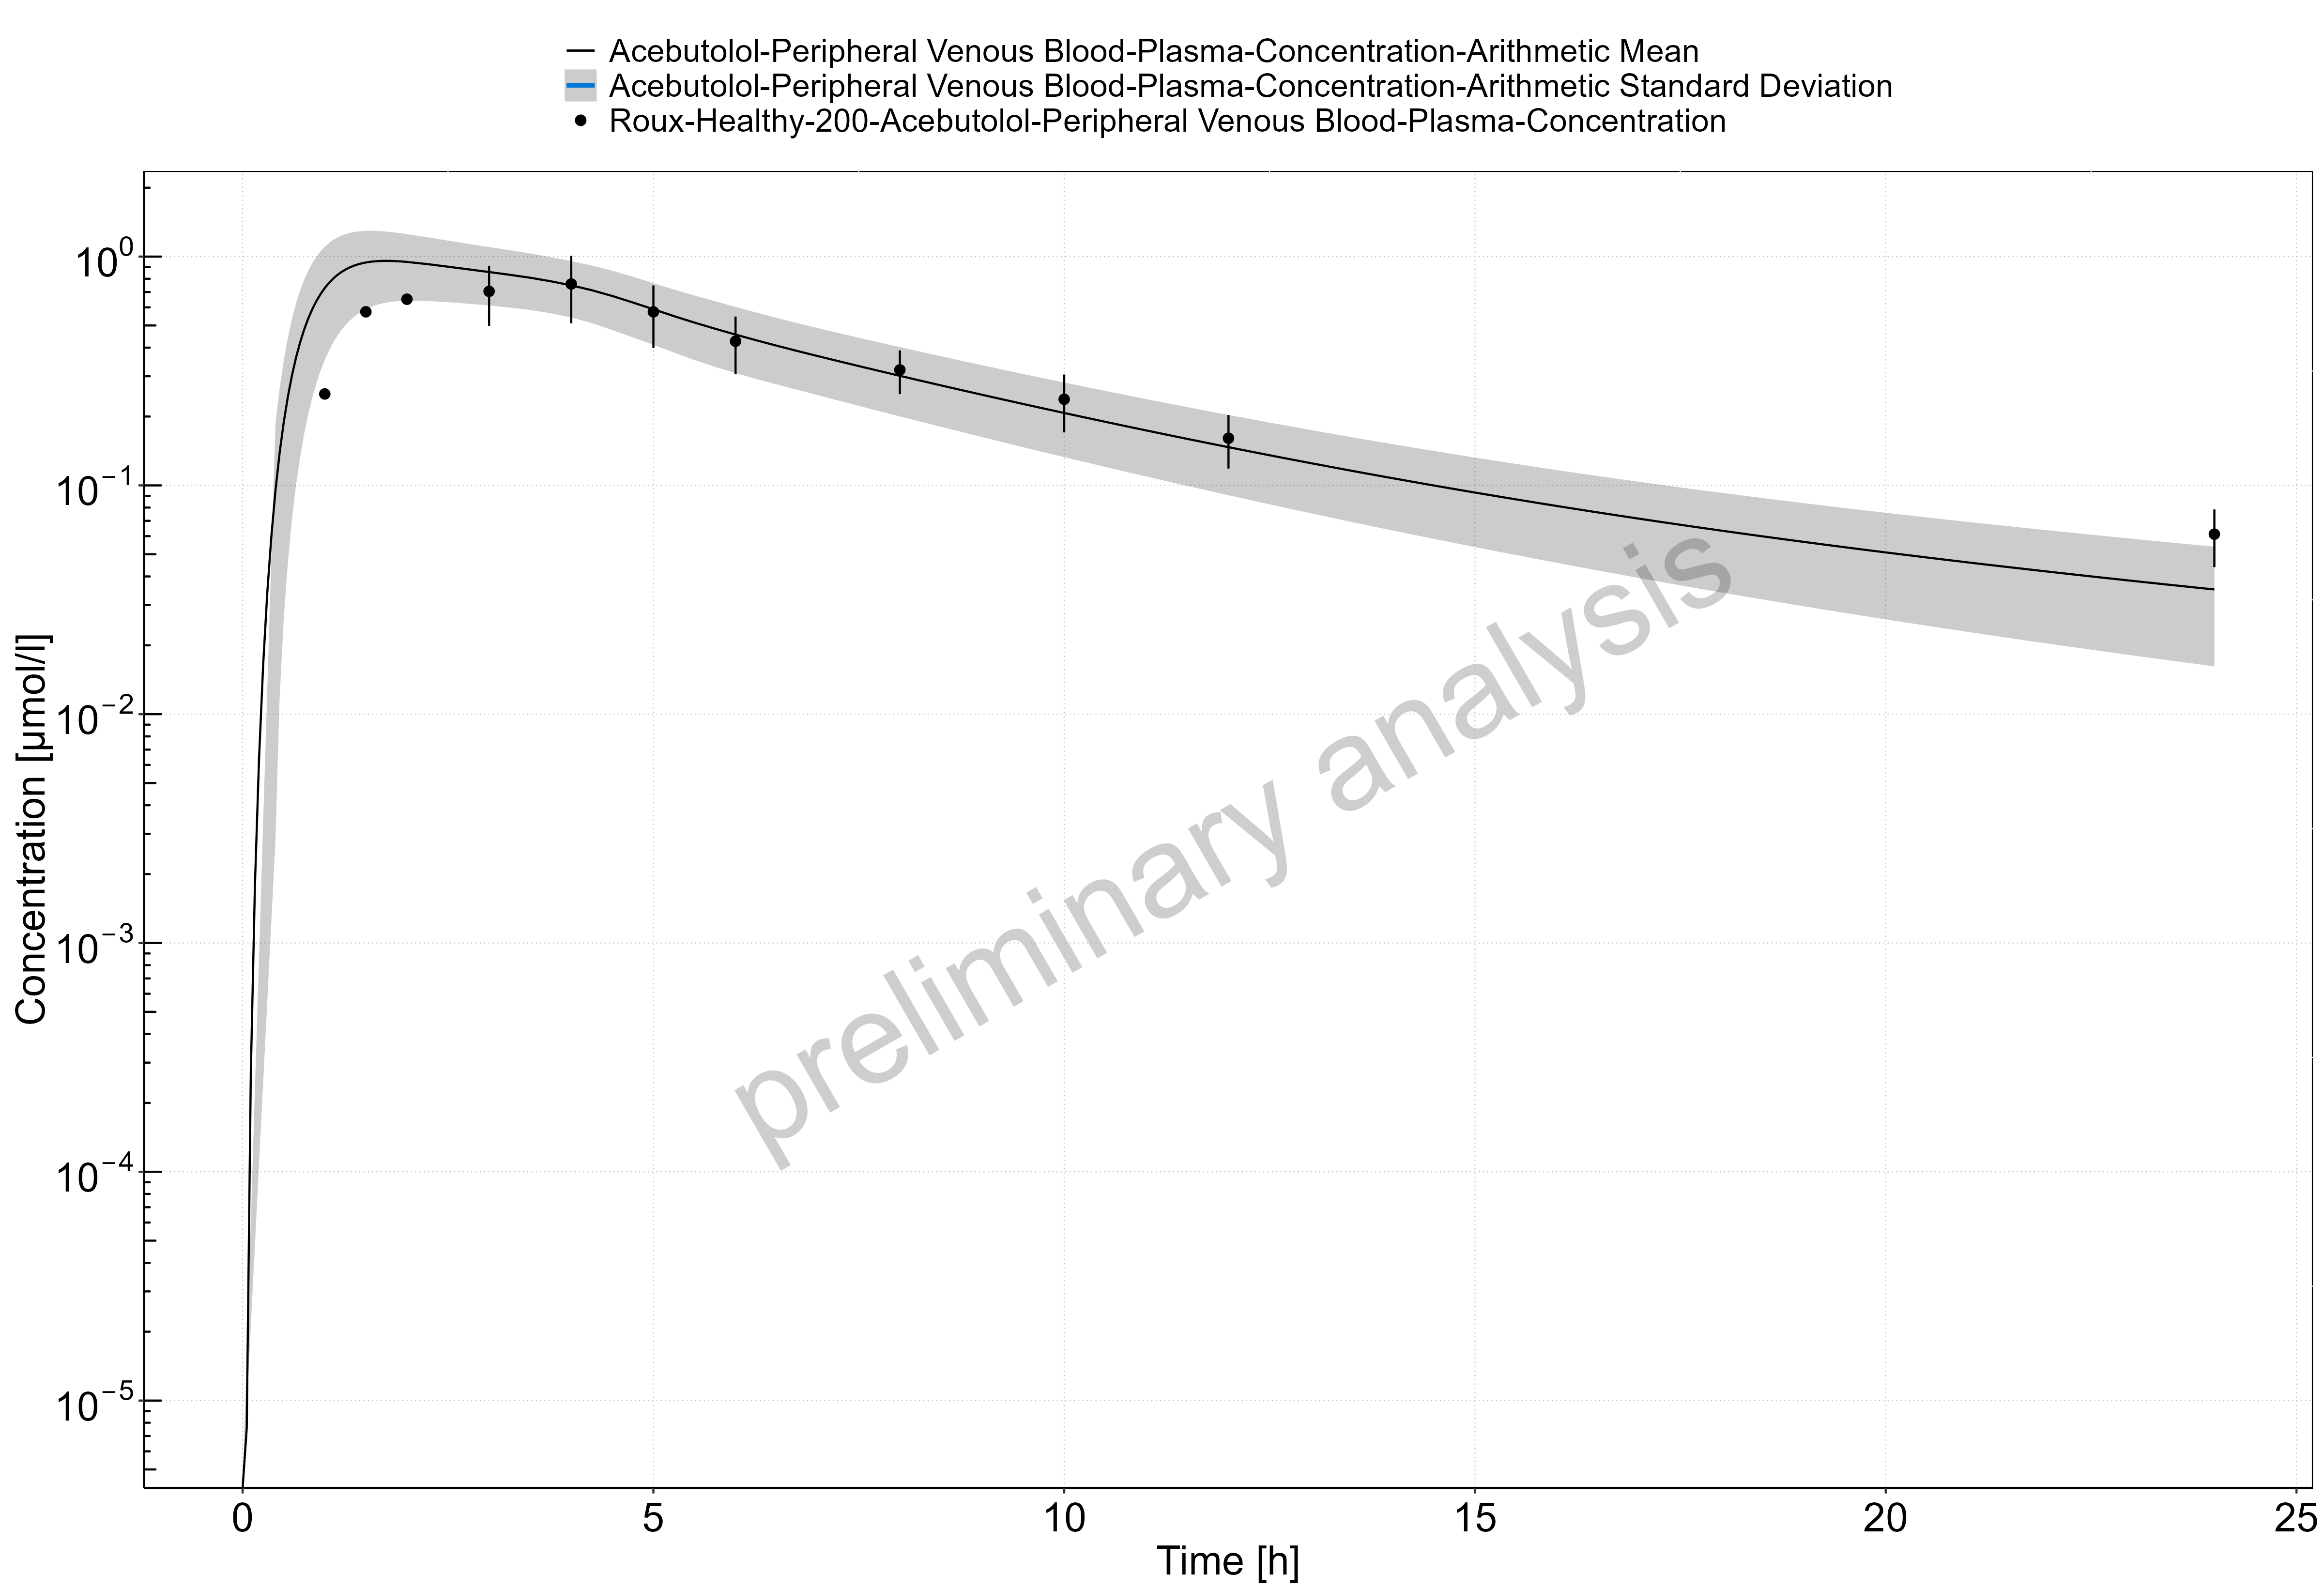 Acebutolol-Peripheral Venous Blood-Plasma-Concentration-Arithmetic Mean
Acebutolol-Peripheral Venous Blood-Plasma-Concentration-Arithmetic Standard Deviation
Roux-Healthy-200-Acebutolol-Peripheral Venous Blood-Plasma-Concentration
10⁰
10⁻¹
10⁻²
10⁻³
10⁻⁴
10⁻⁵
Concentration [µmol/l]
preliminary analysis
0 5 10 15 20 25
Time [h]